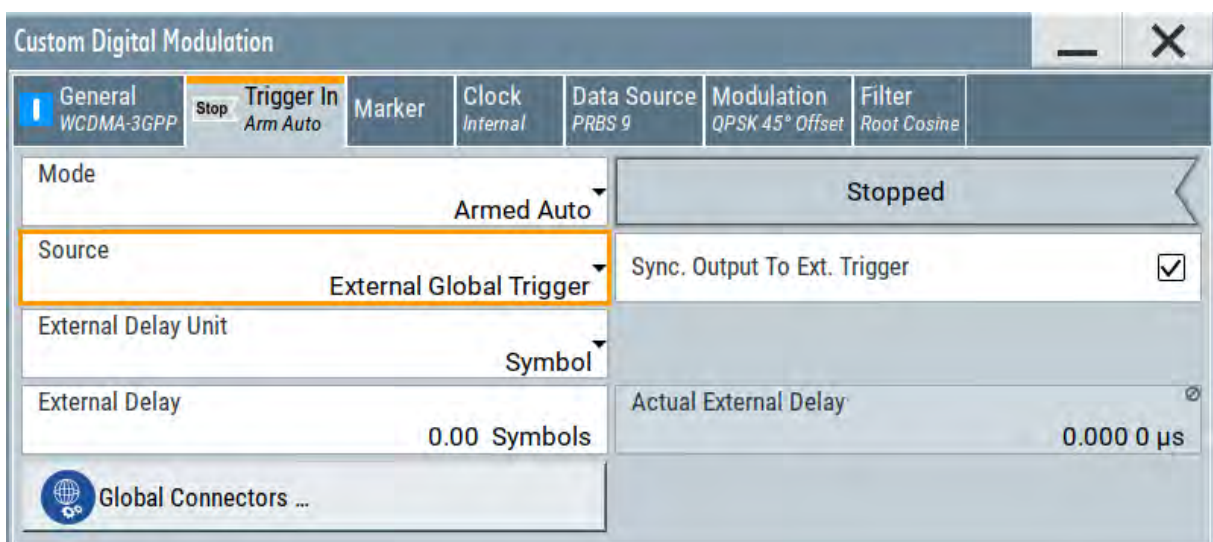 Custom Digital Modulation
General
WCDMA-3GPP
Stop
Trigger In
Arm Auto
Marker
Clock
Internal
Data Source
PRBS 9
Modulation
QPSK 45° Offset
Filter
Root Cosine
Mode
Armed Auto
Stopped
Source
External Global Trigger
Sync. Output To Ext. Trigger
External Delay Unit
Symbol
External Delay
0.00 Symbols
Actual External Delay
0.000 0 µs
Global Connectors ...